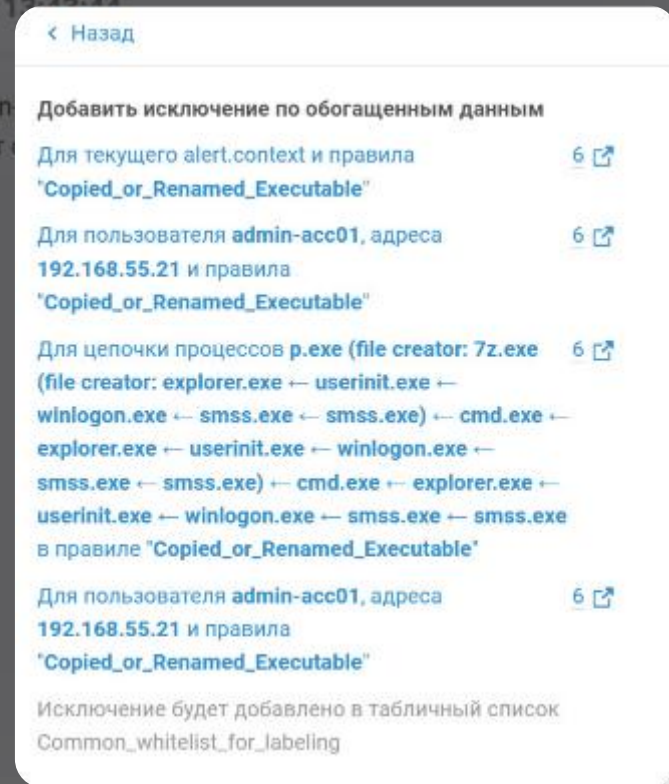 Назад
Добавить исключение по обогащенным данным
Для текущего alert.context и правила 6
"Copied_or_Renamed_Executable"
Для пользователя admin-acc01, адреса 6
192.168.55.21 и правила
"Copied_or_Renamed_Executable"
Для цепочки процессов p.exe (file creator: 7z.exe 6
(file creator: explorer.exe ← userinit.exe ←
winlogon.exe ← smss.exe ← smss.exe) ← cmd.exe ←
explorer.exe ← userinit.exe ← winlogon.exe ←
smss.exe ← smss.exe) ← cmd.exe ← explorer.exe ←
userinit.exe ← winlogon.exe ← smss.exe ← smss.exe
в правиле "Copied_or_Renamed_Executable"
Для пользователя admin-acc01, адреса 6
192.168.55.21 и правила
"Copied_or_Renamed_Executable"
Исключение будет добавлено в табличный список
Common_whitelist_for_labeling